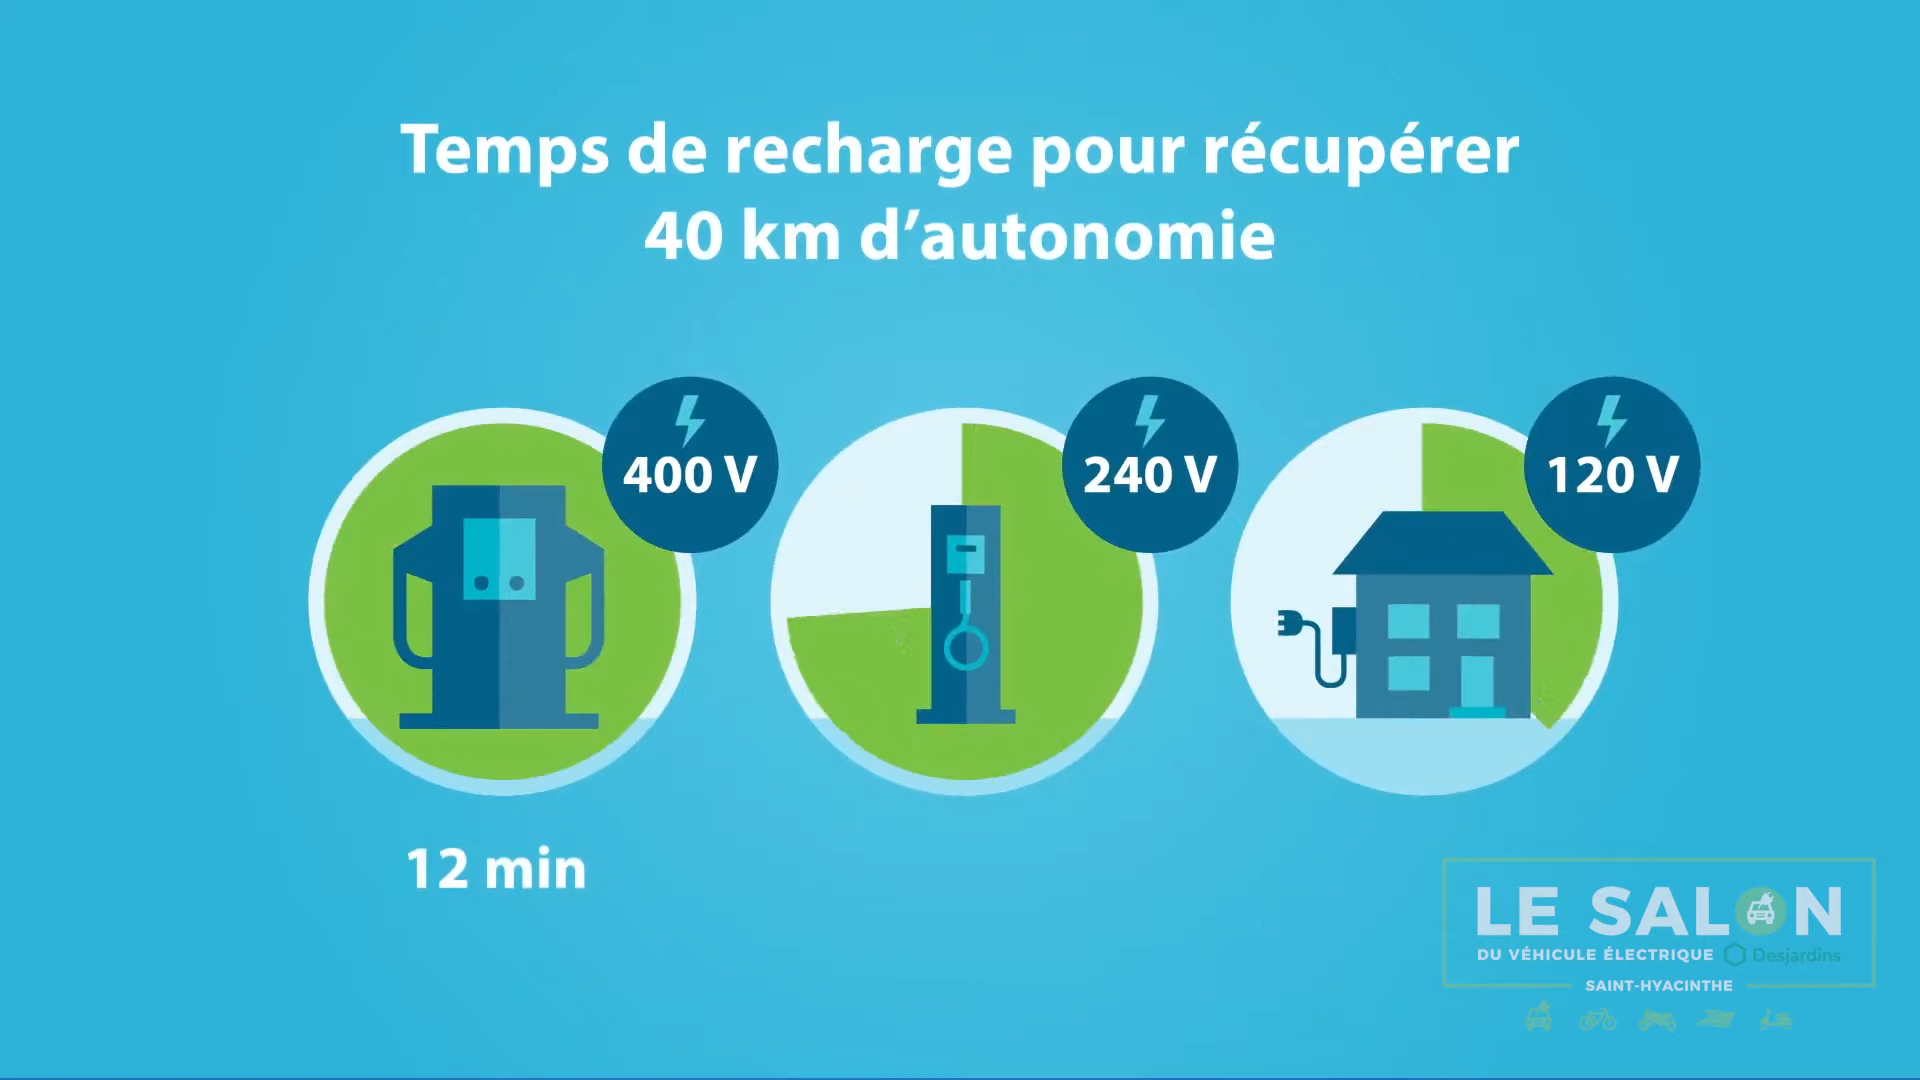 Temps de recharge pour récupérer
40 km d’autonomie
400 V
240 V
120 V
12 min
LE SALON
DU VÉHICULE ÉLECTRIQUE Desjardins
SAINT-HYACINTHE